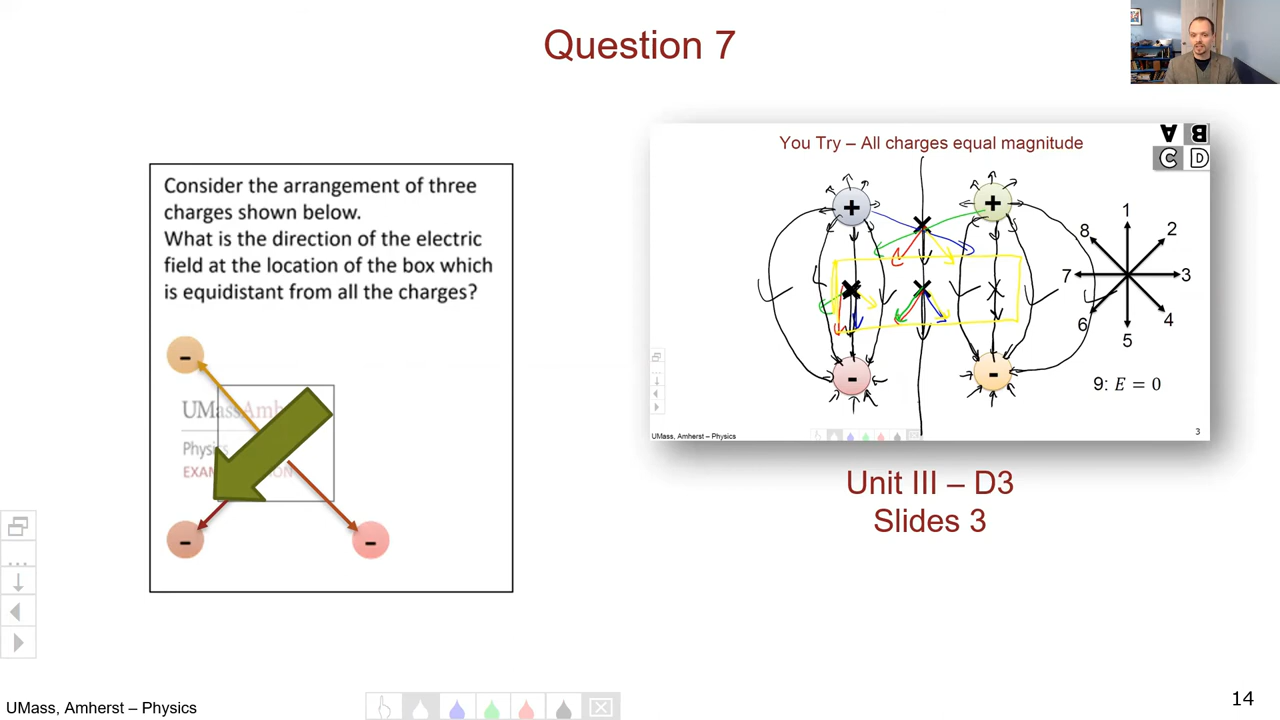 Question 7
Consider the arrangement of three
charges shown below.
What is the direction of the electric
field at the location of the box which
is equidistant from all the charges?
-
UMassAmh
Physics
-
-
You Try – All charges equal magnitude
A B
C D
+
+
-
-
1
2
3
4
5
6
7
8
9: E = 0
UMass, Amherst – Physics
3
Unit III – D3
Slides 3
UMass, Amherst – Physics
14